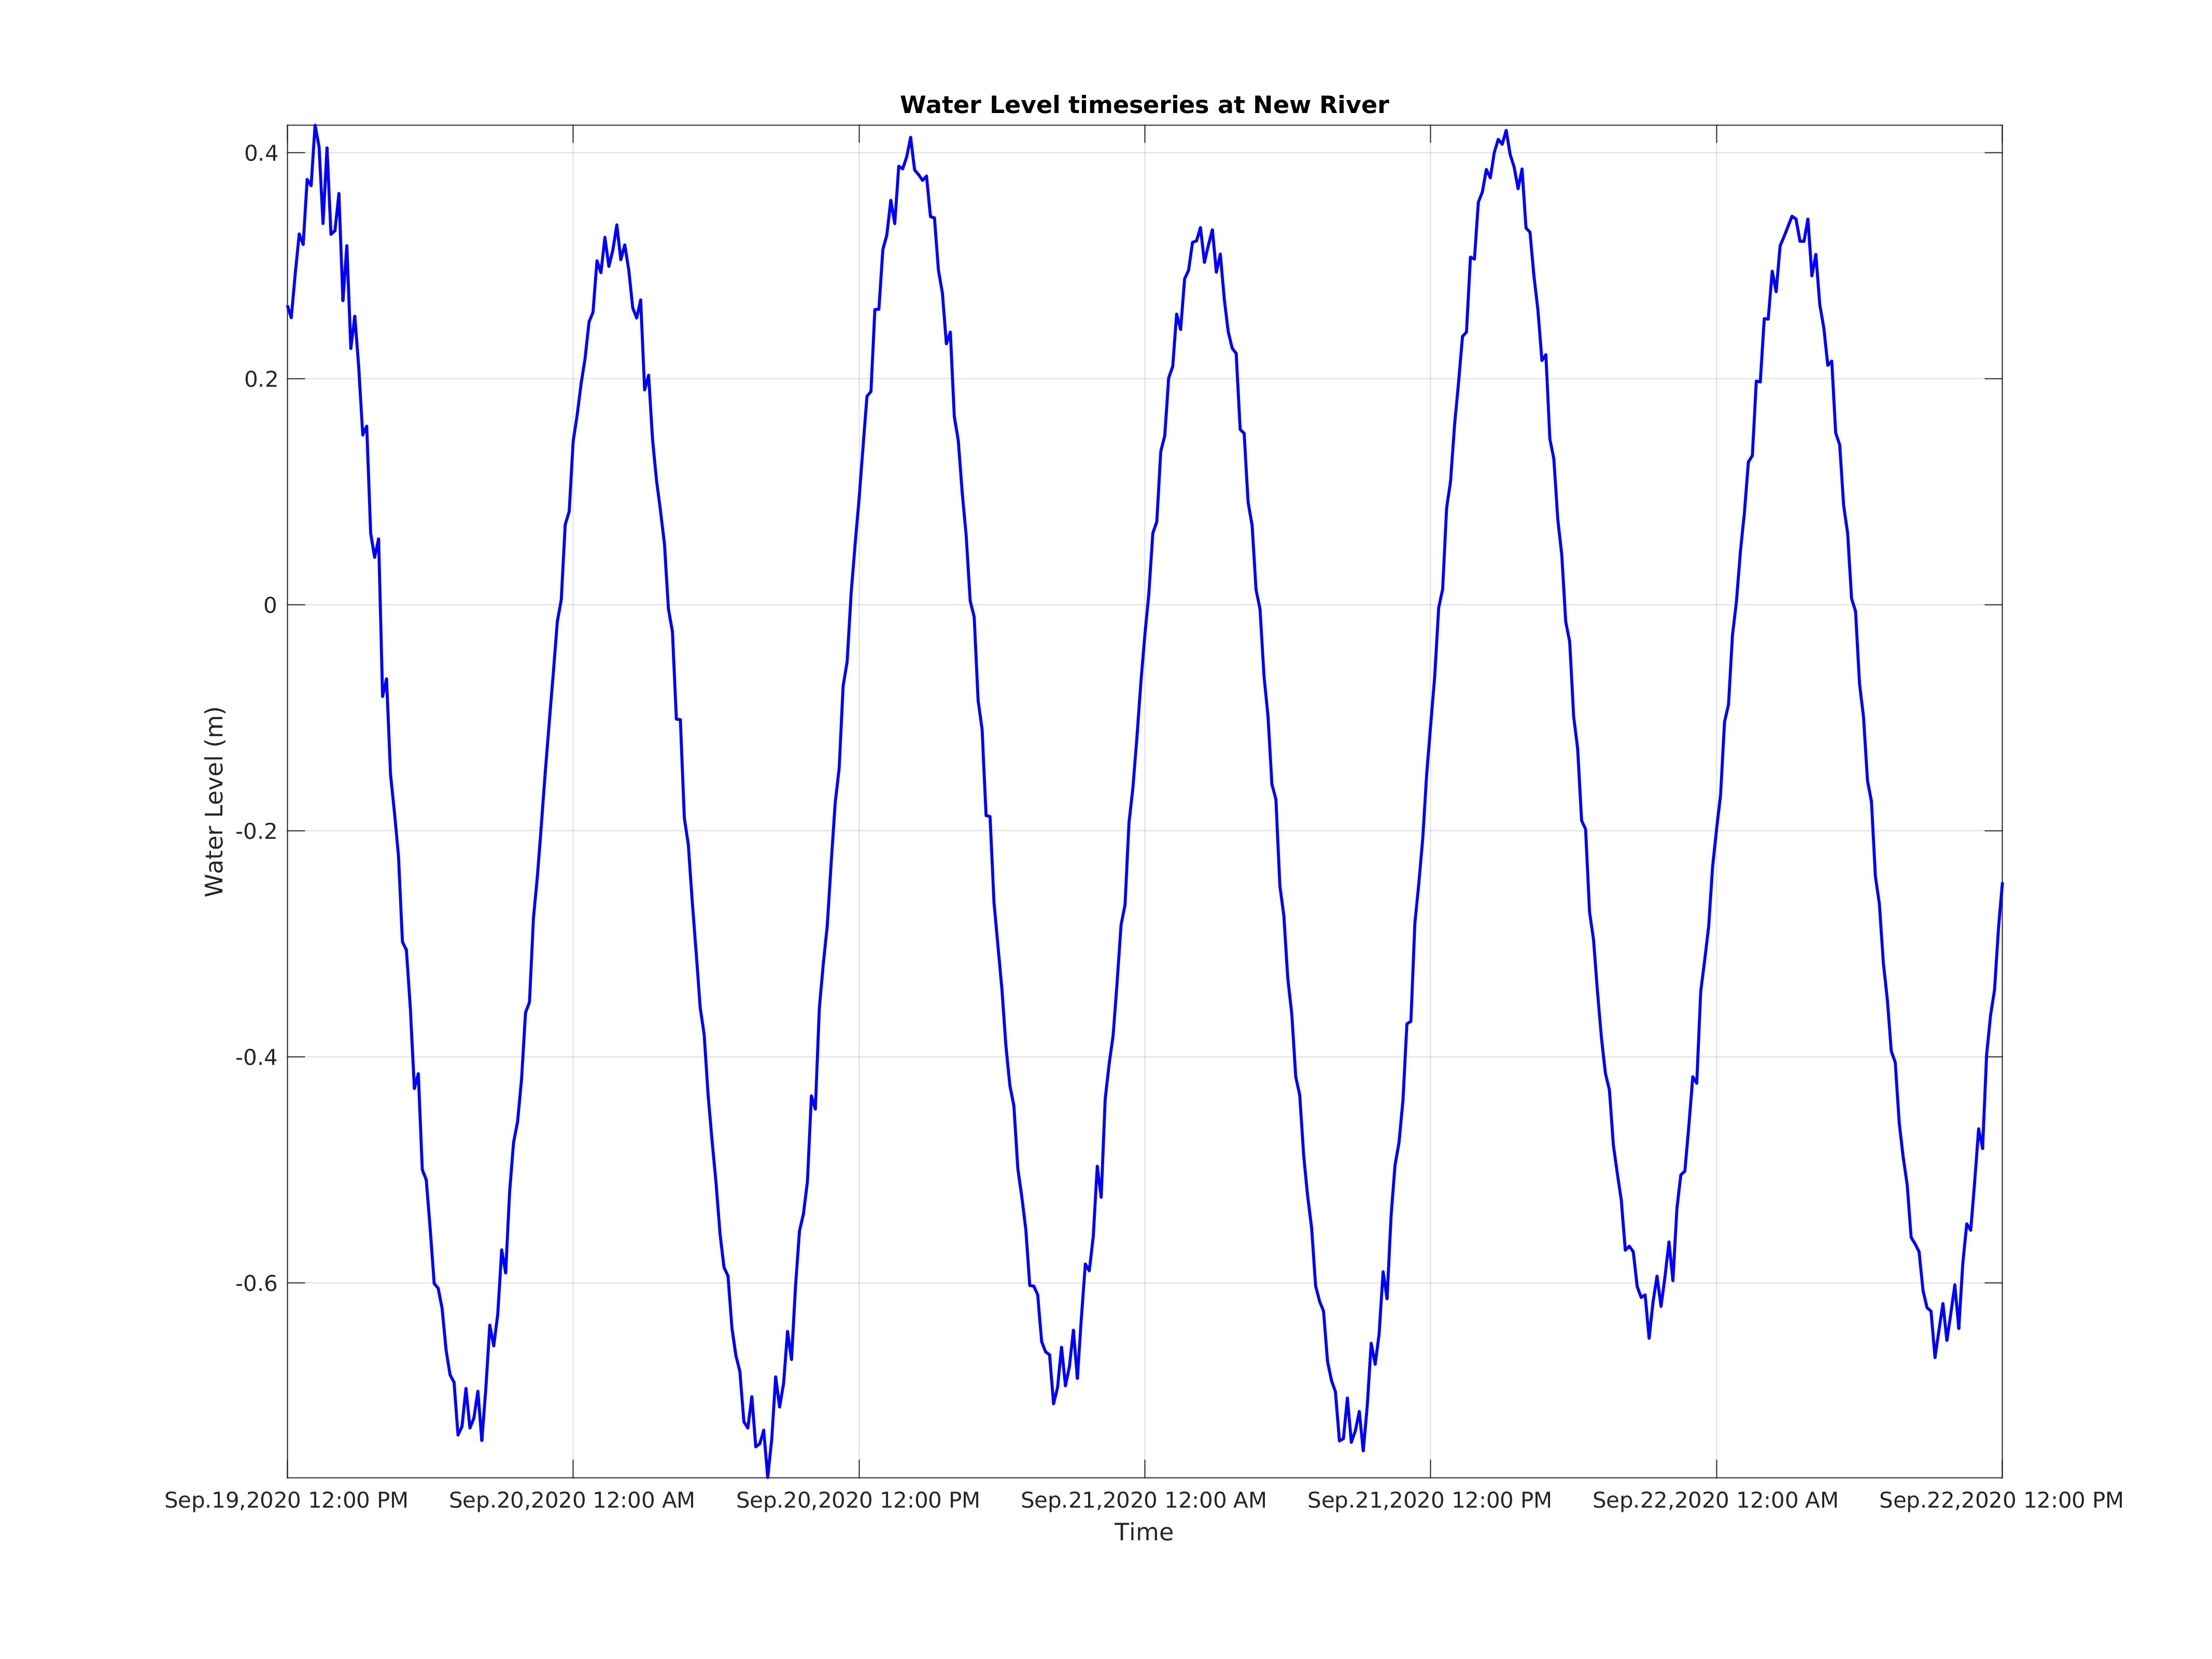 Water Level timeseries at New River
0.4
0.2
0
-0.2
-0.4
-0.6
Water Level (m)
Sep.19,2020 12:00 PM Sep.20,2020 12:00 AM Sep.20,2020 12:00 PM Sep.21,2020 12:00 AM Sep.21,2020 12:00 PM Sep.22,2020 12:00 AM Sep.22,2020 12:00 PM
Time